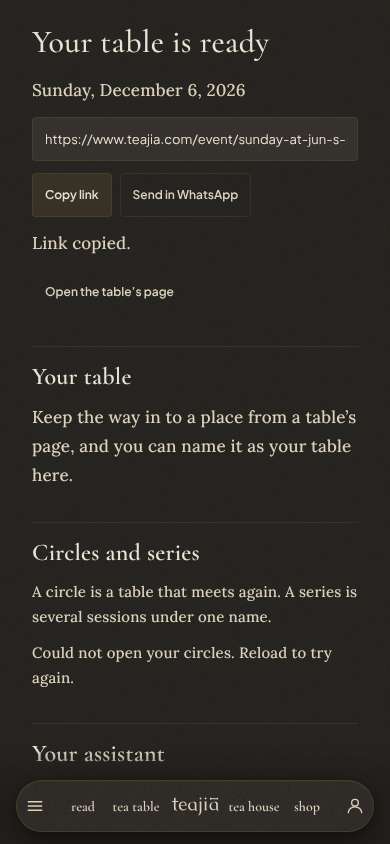 Your table is ready
Sunday, December 6, 2026
https://www.teajia.com/event/sunday-at-jun-s-
Copy link
Send in WhatsApp
Link copied.
Open the table's page
Your table
Keep the way in to a place from a table's
page, and you can name it as your table
here.
Circles and series
A circle is a table that meets again. A series is
several sessions under one name.
Could not open your circles. Reload to try
again.
Your assistant
read
tea table
teajiā
tea house
shop